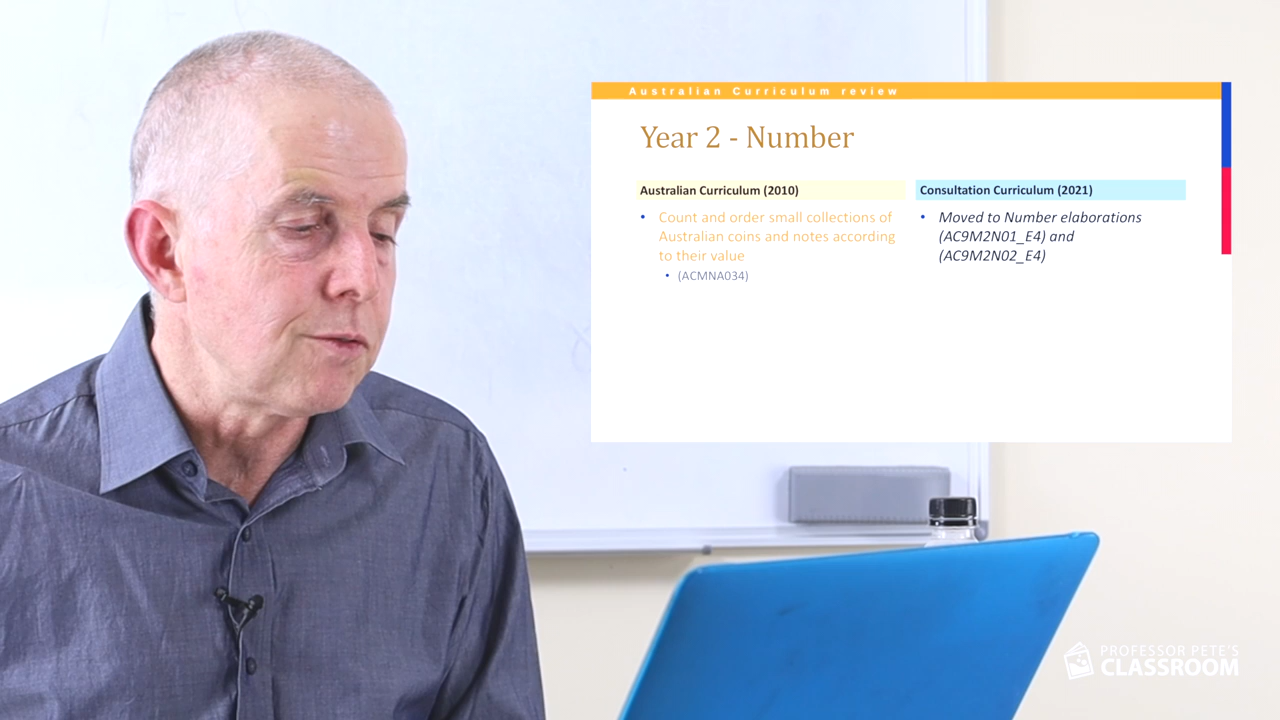 Australian Curriculum review
Year 2 - Number
Australian Curriculum (2010)
• Count and order small collections of
Australian coins and notes according
to their value
• (ACMNA034)
Consultation Curriculum (2021)
• Moved to Number elaborations
(AC9M2N01_E4) and
(AC9M2N02_E4)
PROFESSOR PETE'S
CLASSROOM